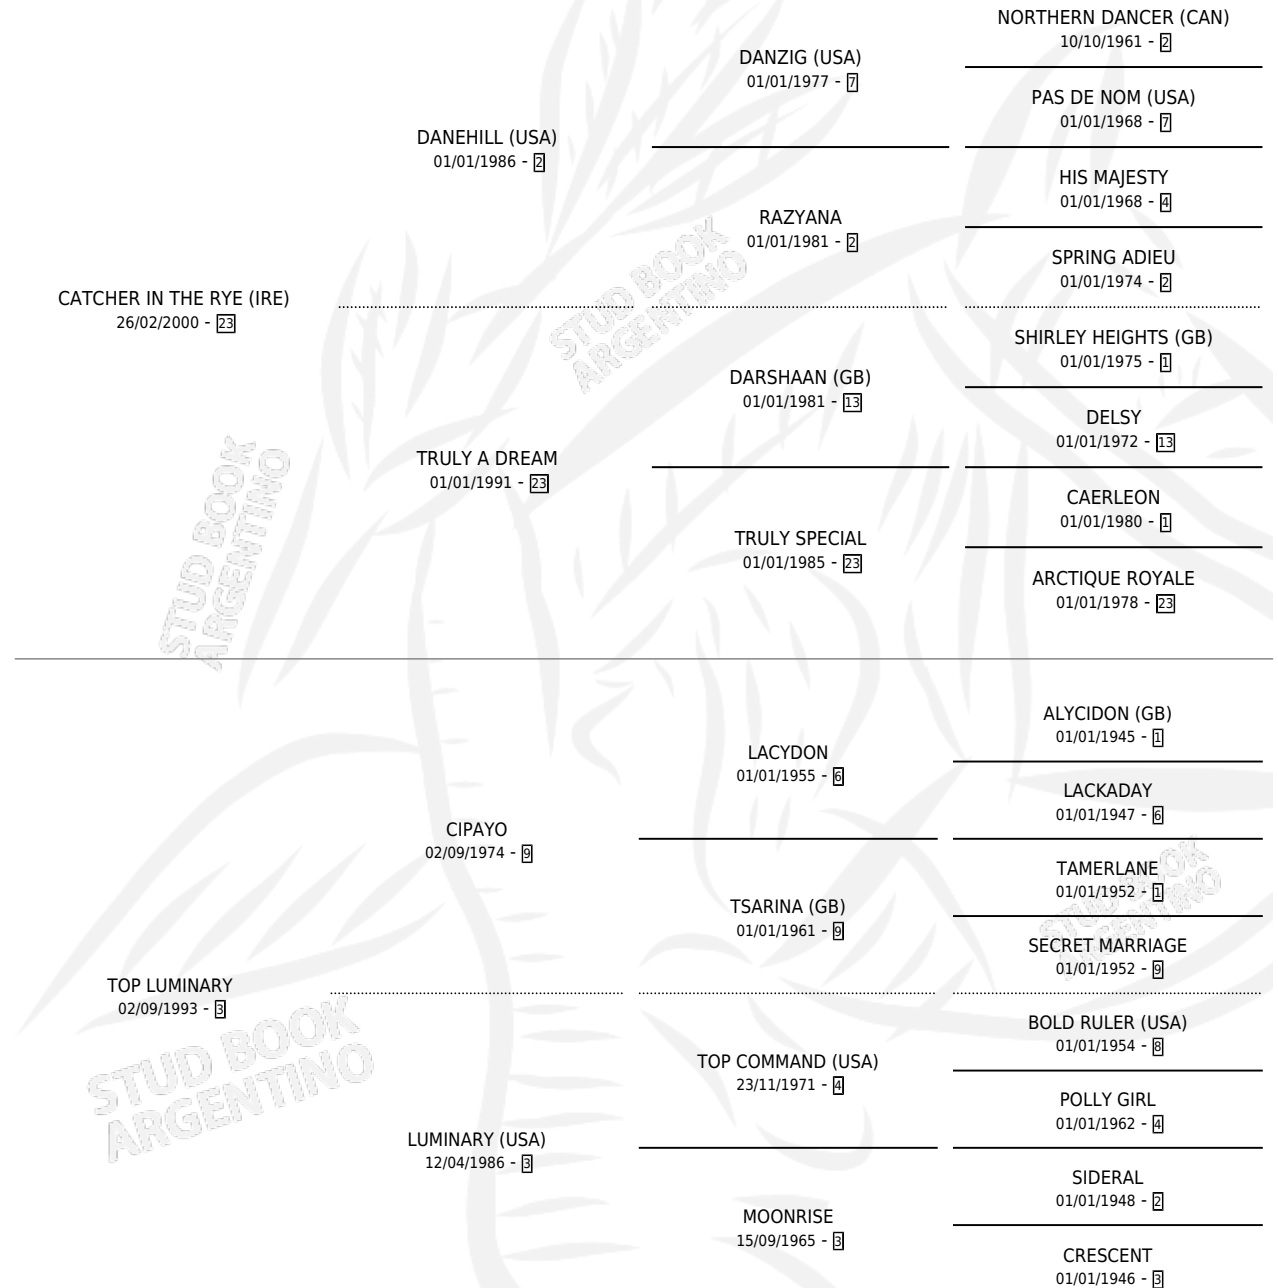 NORTHERN DANCER (CAN)
10/10/1961 - 2
DANZIG (USA)
01/01/1977 - 7
PAS DE NOM (USA)
01/01/1968 - 7
DANEHILL (USA)
01/01/1986 - 2
HIS MAJESTY
01/01/1968 - 4
RAZYANA
01/01/1981 - 2
SPRING ADIEU
01/01/1974 - 2
CATCHER IN THE RYE (IRE)
26/02/2000 - 23
SHIRLEY HEIGHTS (GB)
01/01/1975 - 1
DARSHAAN (GB)
01/01/1981 - 13
DELSY
01/01/1972 - 13
TRULY A DREAM
01/01/1991 - 23
CAERLEON
01/01/1980 - 1
TRULY SPECIAL
01/01/1985 - 23
ARCTIQUE ROYALE
01/01/1978 - 23
ALYCIDON (GB)
01/01/1945 - 1
LACYDON
01/01/1955 - 6
LACKADAY
01/01/1947 - 6
CIPAYO
02/09/1974 - 9
TAMERLANE
01/01/1952 - 1
TSARINA (GB)
01/01/1961 - 9
SECRET MARRIAGE
01/01/1952 - 9
TOP LUMINARY
02/09/1993 - 3
BOLD RULER (USA)
01/01/1954 - 8
TOP COMMAND (USA)
23/11/1971 - 4
POLLY GIRL
01/01/1962 - 4
LUMINARY (USA)
12/04/1986 - 3
SIDERAL
01/01/1948 - 2
MOONRISE
15/09/1965 - 3
CRESCENT
01/01/1946 - 3
STUD BOOK
ARGENTINO
STUD BOOK
ARGENTINO
STUD BOOK
ARGENTINO
STUD BOOK
ARGENTINO